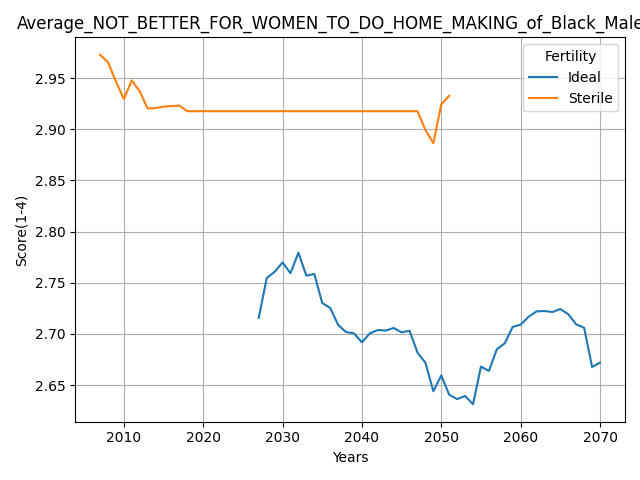 Average_NOT_BETTER_FOR_WOMEN_TO_DO_HOME_MAKING_of_Black_Male
Fertility
Ideal
Sterile
Score(1-4)
2.95
2.90
2.85
2.80
2.75
2.70
2.65
2010 2020 2030 2040 2050 2060 2070
Years